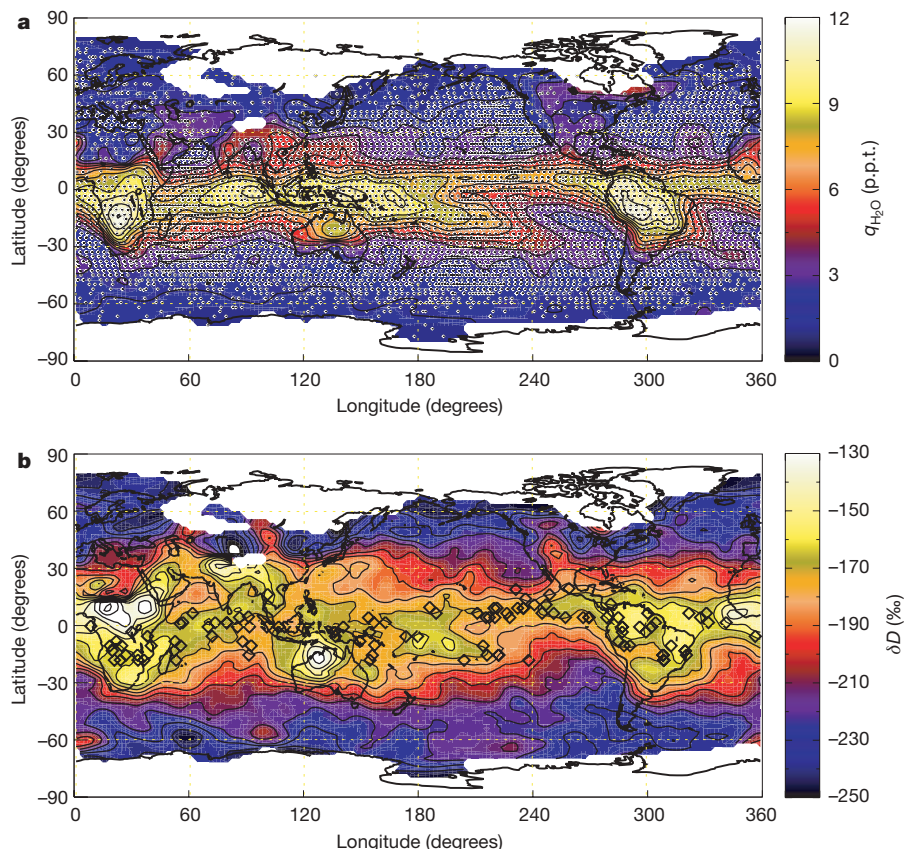 a
90
60
30
0
−30
−60
−90
Latitude (degrees)
0 60 120 180 240 300 360
Longitude (degrees)
12
9
6
3
0
qH2O (p.p.t.)
b
90
60
30
0
−30
−60
−90
Latitude (degrees)
0 60 120 180 240 300 360
Longitude (degrees)
−130
−150
−170
−190
−210
−230
−250
δD (‰)